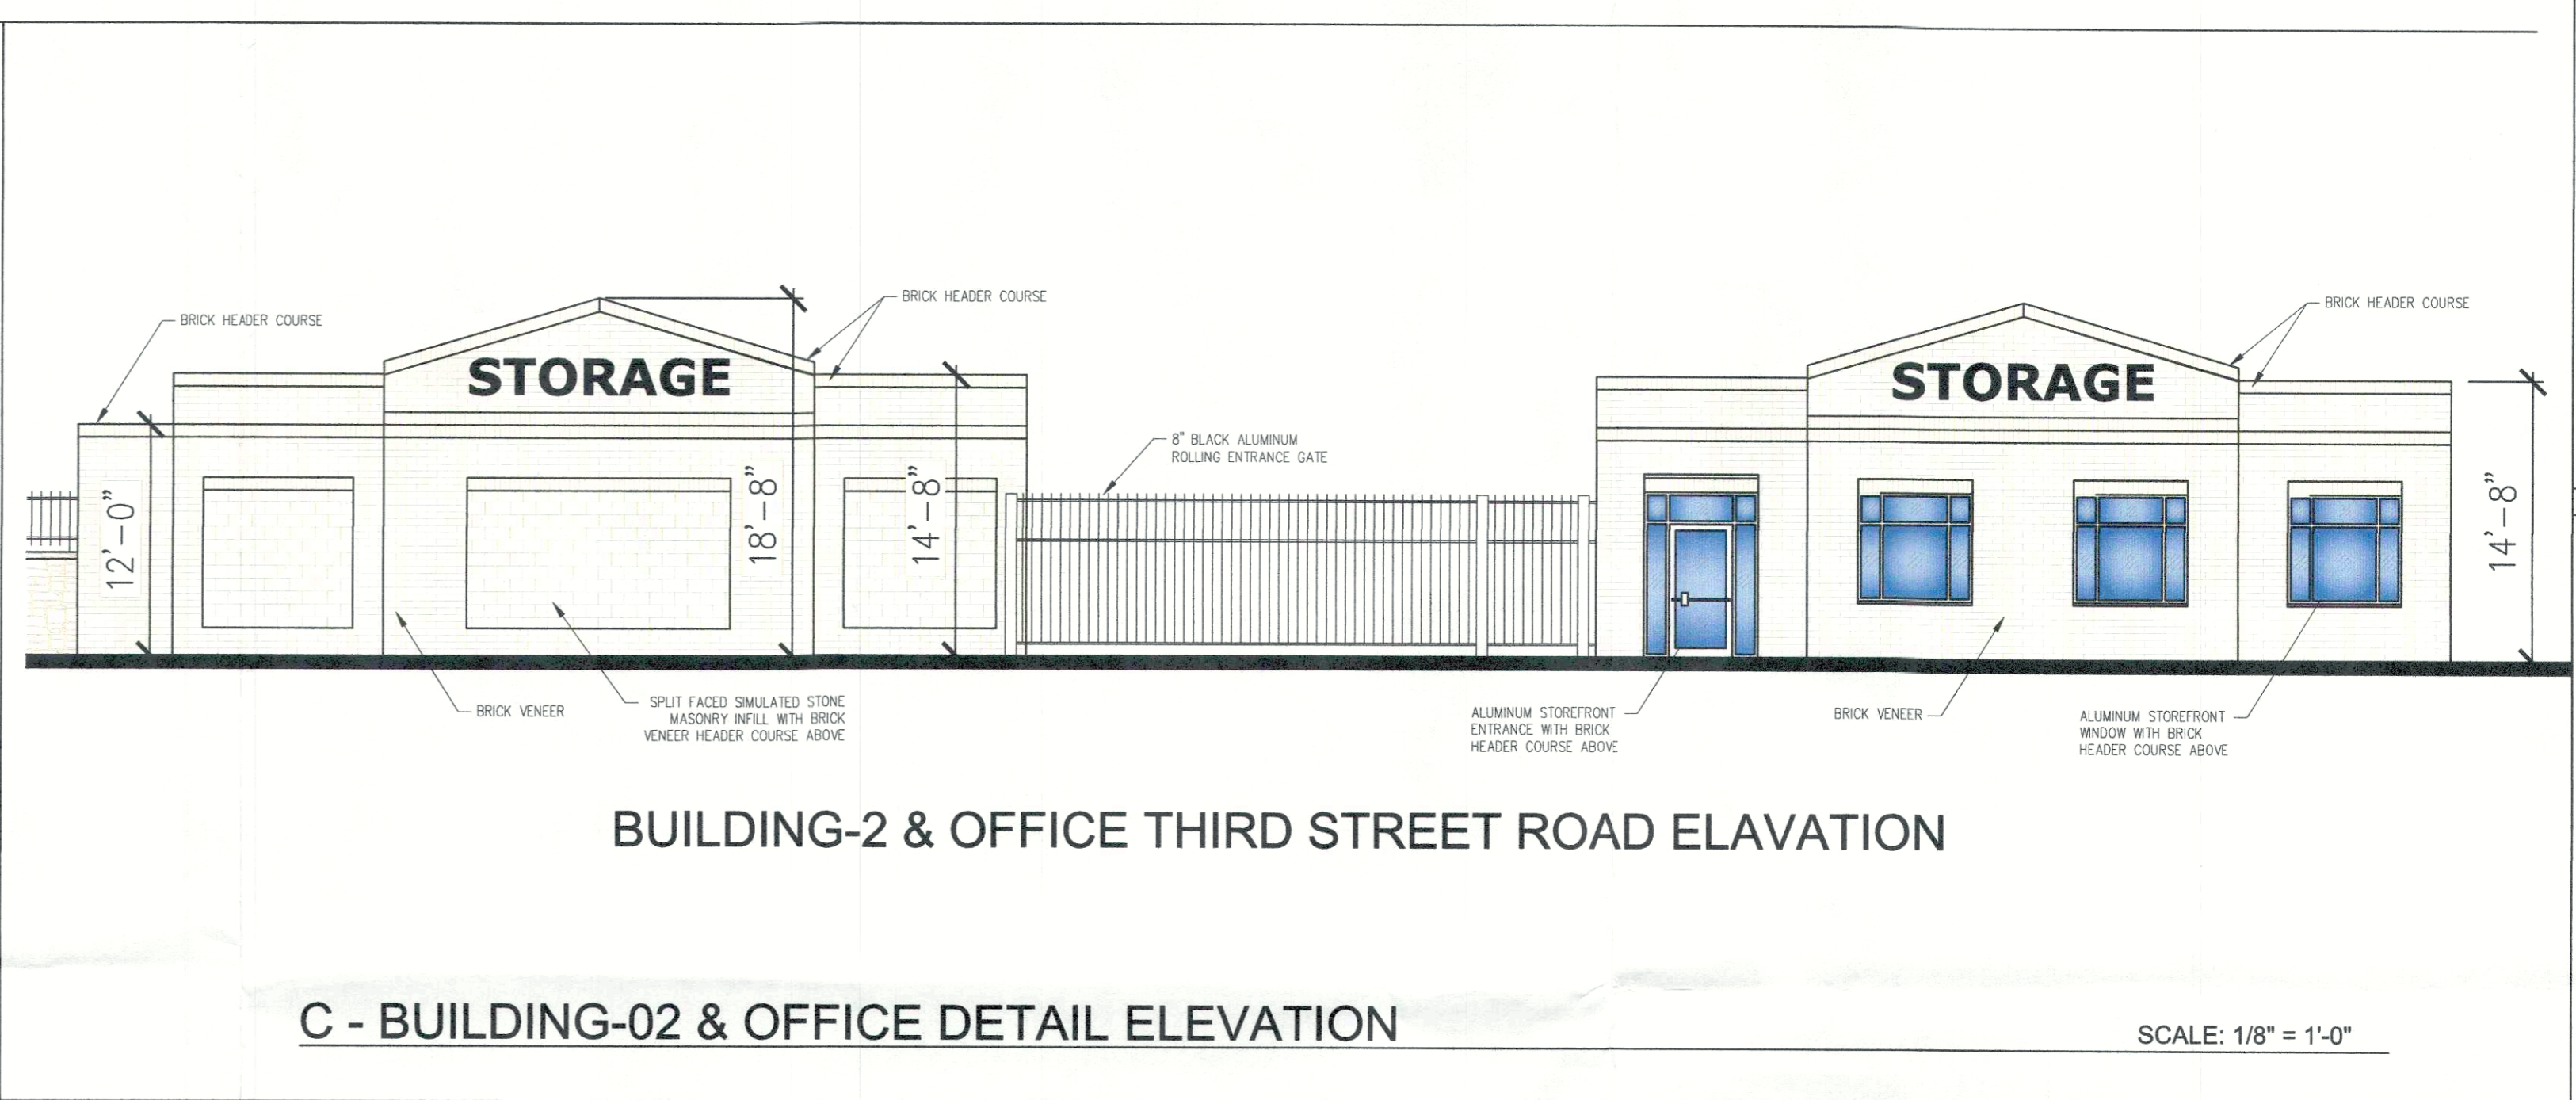 BRICK HEADER COURSE
BRICK HEADER COURSE
BRICK HEADER COURSE
STORAGE
STORAGE
8" BLACK ALUMINUM
ROLLING ENTRANCE GATE
12'-0"
18'-8"
14'-8"
14'-8"
BRICK VENEER
SPLIT FACED SIMULATED STONE
MASONRY INFILL WITH BRICK
VENEER HEADER COURSE ABOVE
ALUMINUM STOREFRONT
ENTRANCE WITH BRICK
HEADER COURSE ABOVE
BRICK VENEER
ALUMINUM STOREFRONT
WINDOW WITH BRICK
HEADER COURSE ABOVE
BUILDING-2 & OFFICE THIRD STREET ROAD ELAVATION
C - BUILDING-02 & OFFICE DETAIL ELEVATION
SCALE: 1/8" = 1'-0"